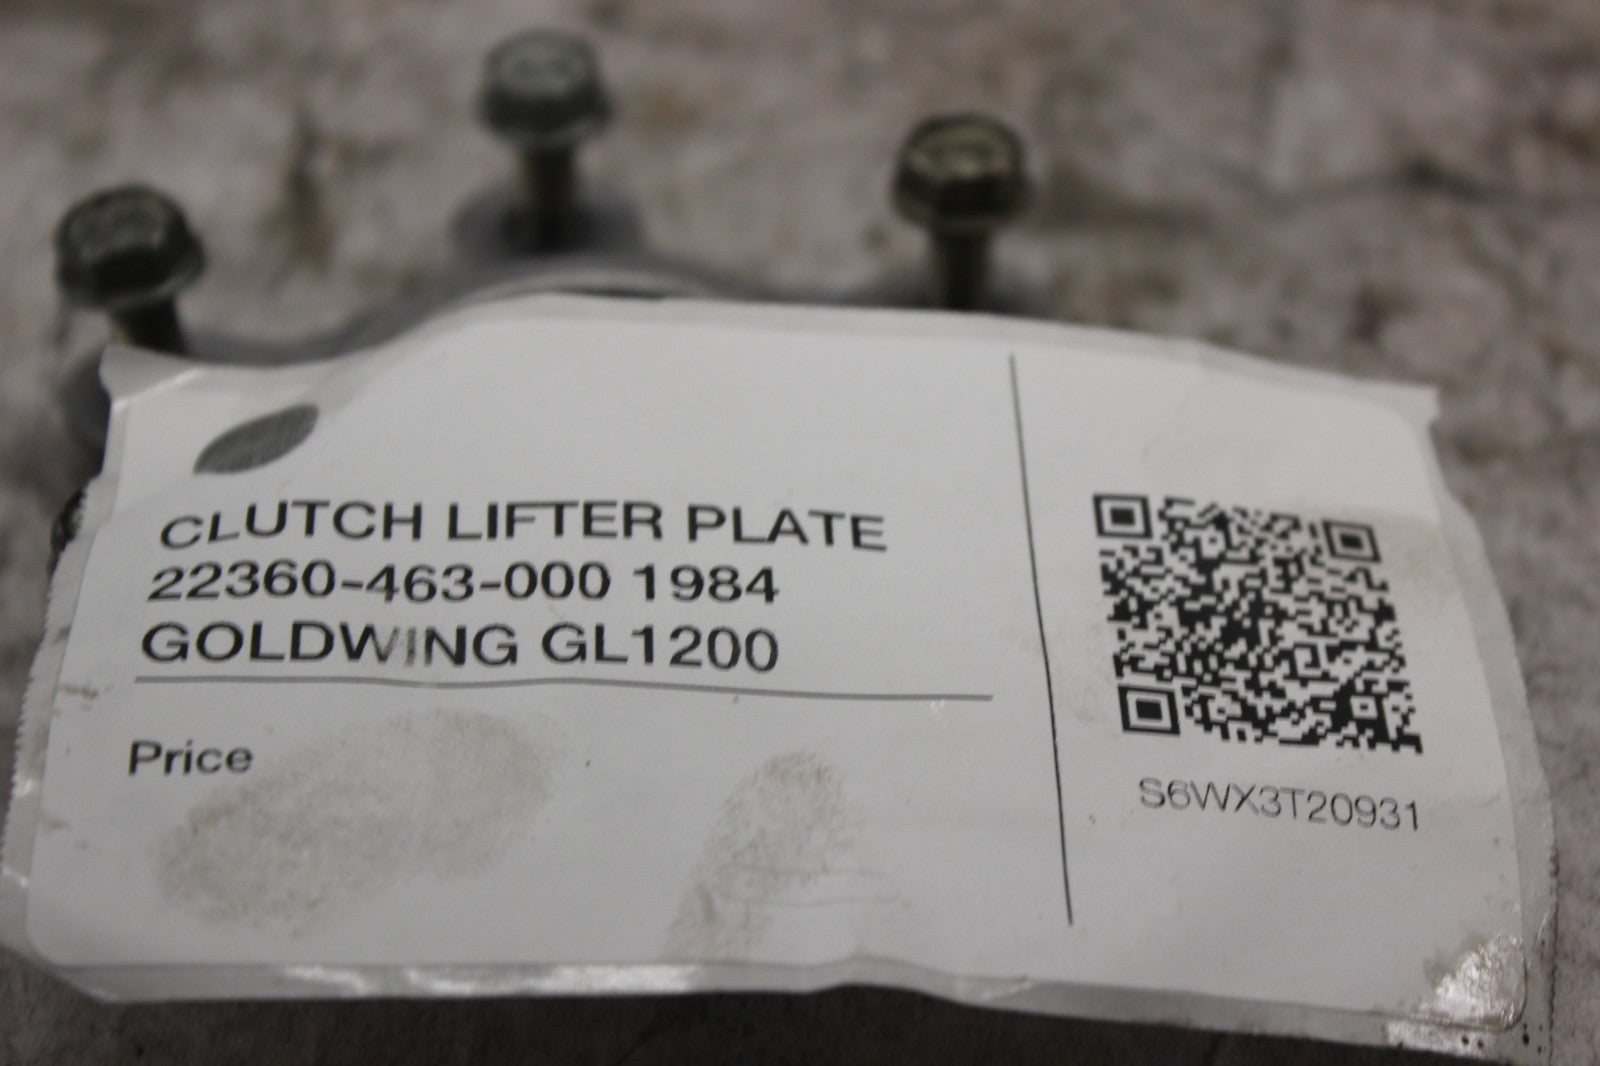 CLUTCH LIFTER PLATE
22360-463-000 1984
GOLDWING GL1200
Price
S6WX3T20931